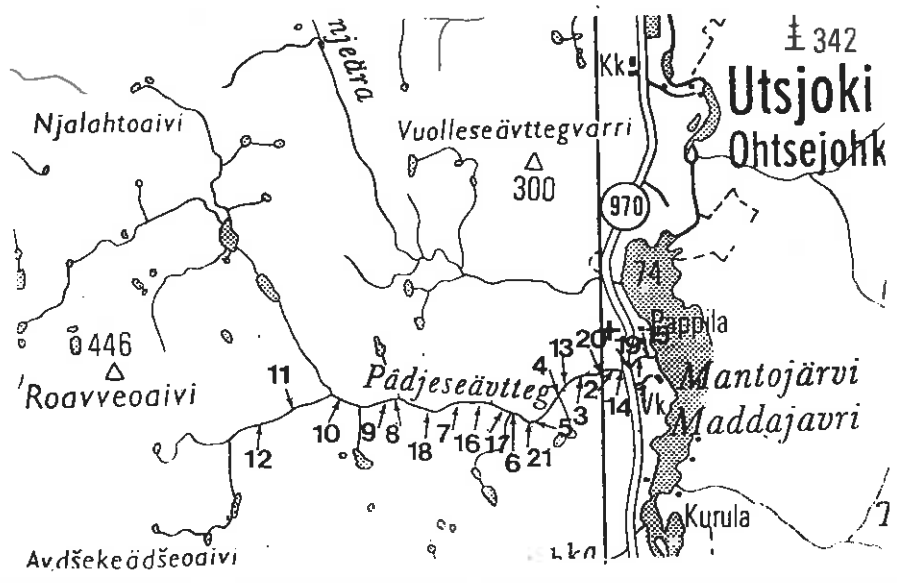 njeära
342
Kk
Utsjoki
Ohtsejohk
Njalahtoaivi
Vuolleseävttegvarri
300
970
74
Pappila
446
Roavveoaivi
Pâdjeseävtteg
Mantojärvi
Maddajavri
Vk
11
12
10
9
8
18
7
16
17
6
21
5
4
13
3
20
2
14
19
15
Kurula
Avdšekeädšeoaivi